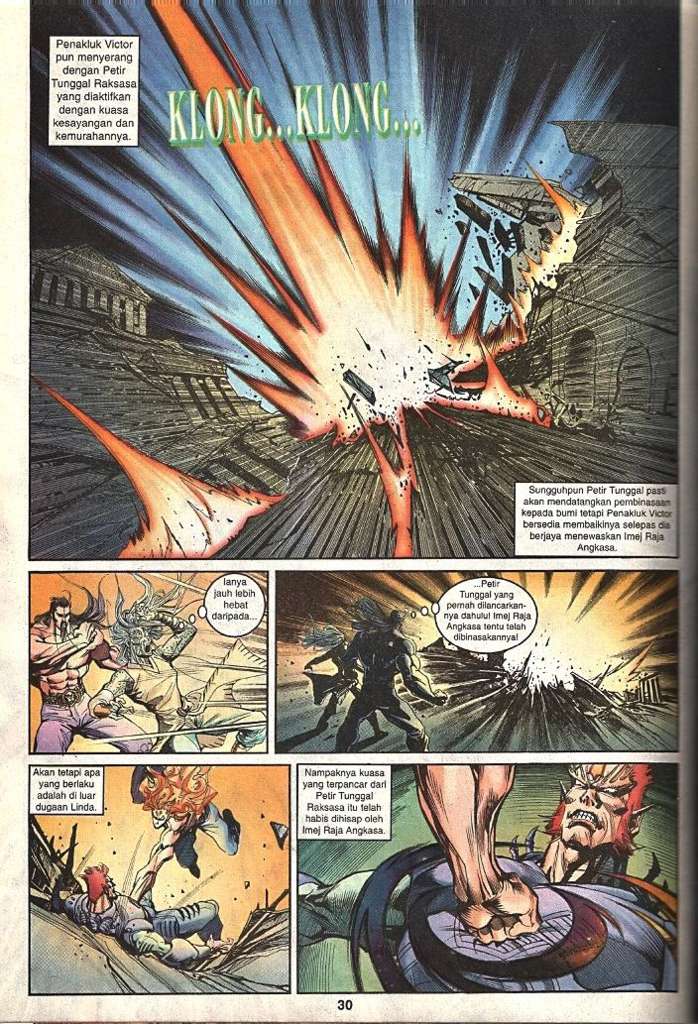 Penakluk Victor
pun menyerang
dengan Petir
Tunggal Raksasa
yang diaktifkan
dengan kuasa
kesayangan dan
kemurahannya.
KLONG...KLONG...
Sungguhpun Petir Tunggal pasti
akan mendatangkan pembinasaan
kepada bumi tetapi Penakluk Victor
bersedia membaikinya selepas dia
berjaya menewaskan Imej Raja
Angkasa.
Ianya
jauh lebih
hebat
daripada...
...Petir
Tunggal yang
pernah dilancarkan-
nya dahulu! Imej Raja
Angkasa tentu telah
dibinasakannya!
Akan tetapi apa
yang berlaku
adalah di luar
dugaan Linda.
Nampaknya kuasa
yang terpancar dari
Petir Tunggal
Raksasa itu telah
habis dihisap oleh
Imej Raja Angkasa.
30